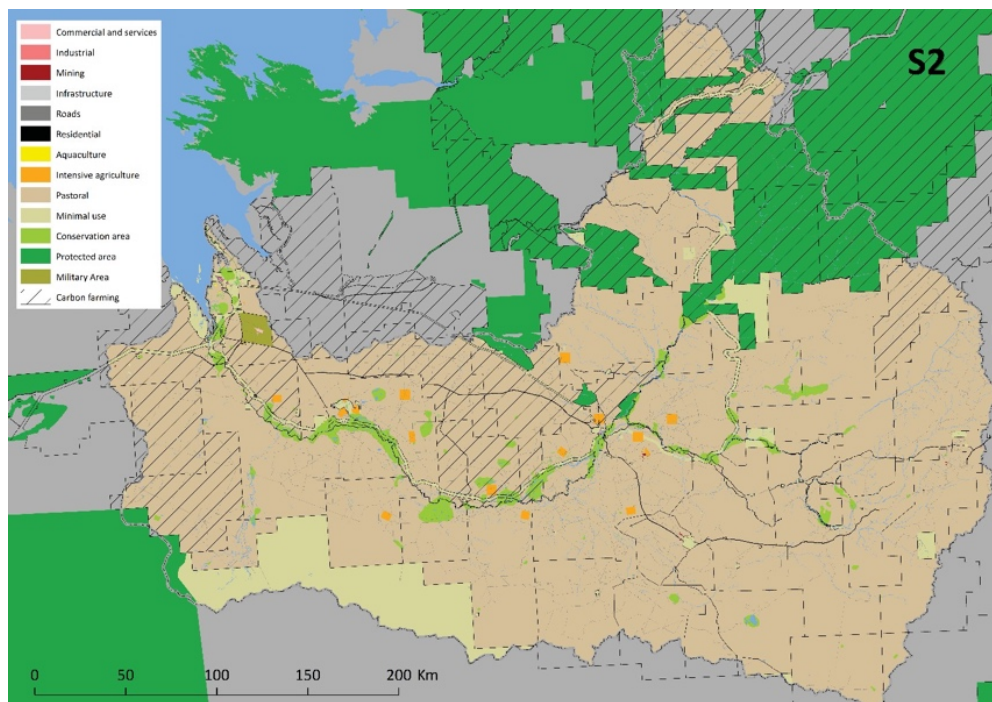 Commercial and services
Industrial
Mining
Infrastructure
Roads
Residential
Aquaculture
Intensive agriculture
Pastoral
Minimal use
Conservation area
Protected area
Military Area
Carbon farming
S2
0 50 100 150 200 Km